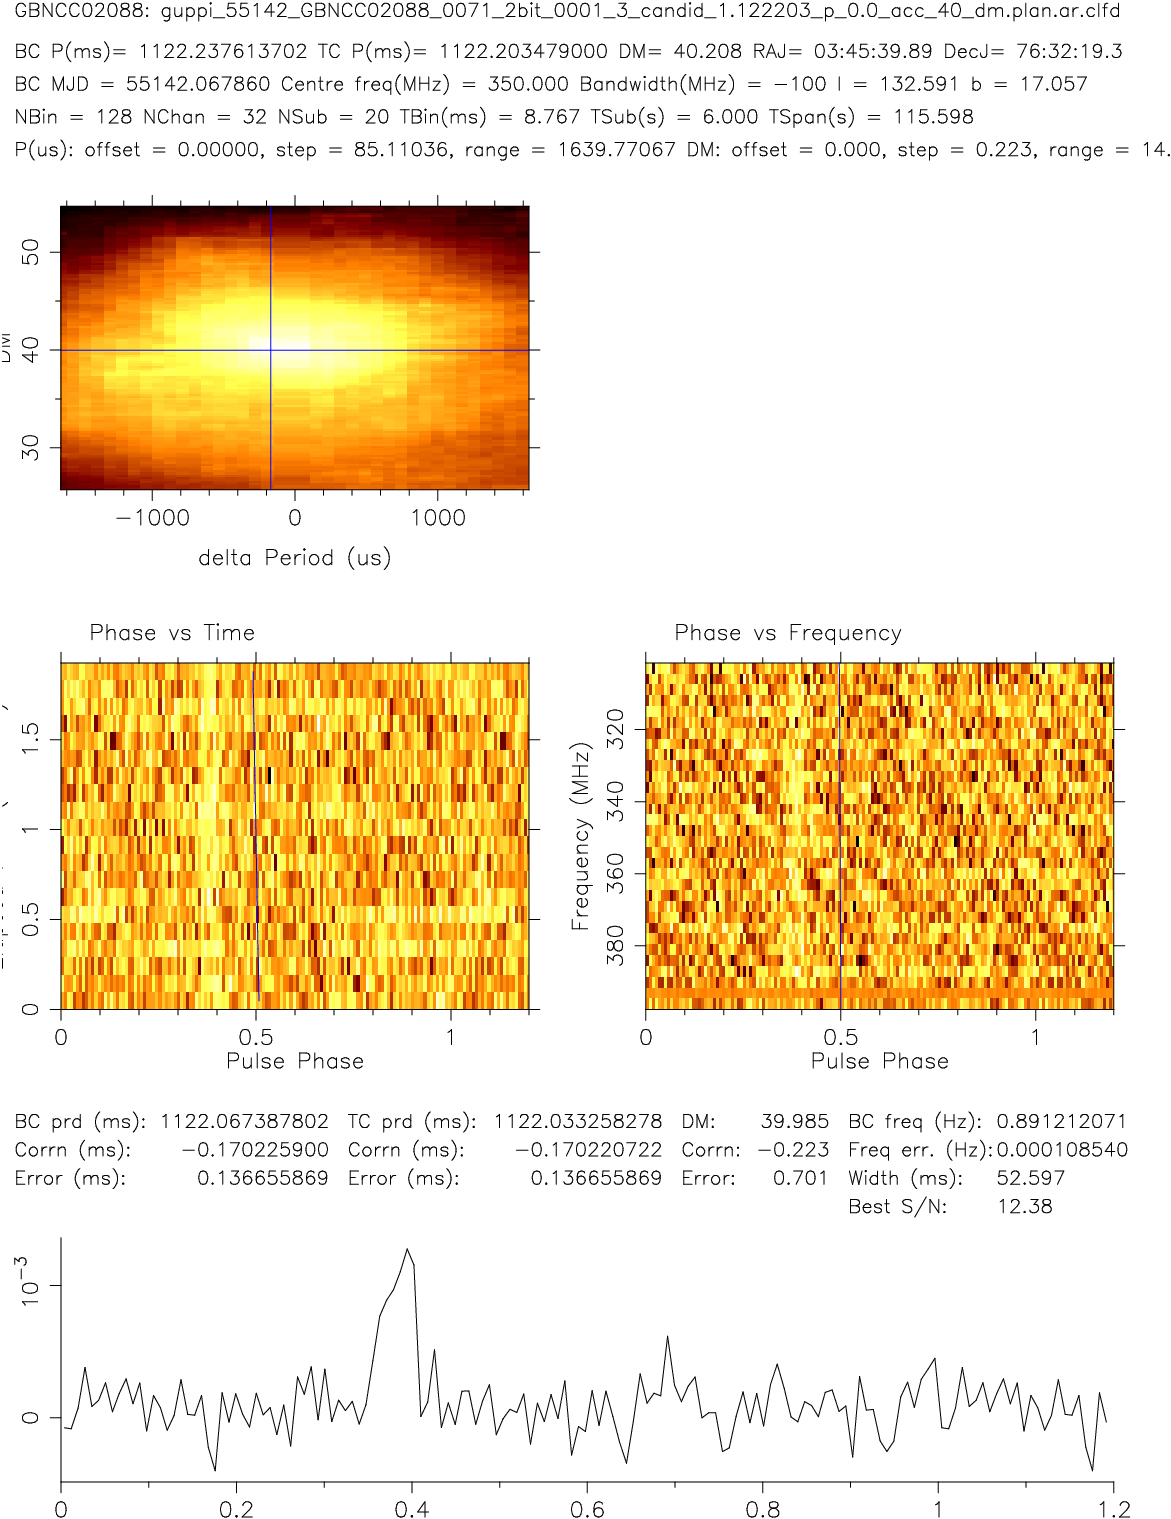 GBNCC02088: guppi_55142_GBNCC02088_0071_2bit_0001_3_candid_1.122203_p_0.0_acc_40_dm.plan.ar.clfd
BC P(ms)= 1122.237613702 TC P(ms)= 1122.203479000 DM= 40.208 RAJ= 03:45:39.89 DecJ= 76:32:19.3
BC MJD = 55142.067860 Centre freq(MHz) = 350.000 Bandwidth(MHz) = −100 l = 132.591 b = 17.057
NBin = 128 NChan = 32 NSub = 20 TBin(ms) = 8.767 TSub(s) = 6.000 TSpan(s) = 115.598
P(us): offset = 0.00000, step = 85.11036, range = 1639.77067 DM: offset = 0.000, step = 0.223, range = 14.
50
40
30
DM
−1000 0 1000
delta Period (us)
Phase vs Time
1.5
1
0.5
0
0 0.5 1
Pulse Phase
Phase vs Frequency
Frequency (MHz)
320
340
360
380
0 0.5 1
Pulse Phase
BC prd (ms): 1122.067387802 TC prd (ms): 1122.033258278 DM: 39.985 BC freq (Hz): 0.891212071
Corrn (ms): −0.170225900 Corrn (ms): −0.170220722 Corrn: −0.223 Freq err. (Hz): 0.000108540
Error (ms): 0.136655869 Error (ms): 0.136655869 Error: 0.701 Width (ms): 52.597
Best S/N: 12.38
10−3
0
0 0.2 0.4 0.6 0.8 1 1.2